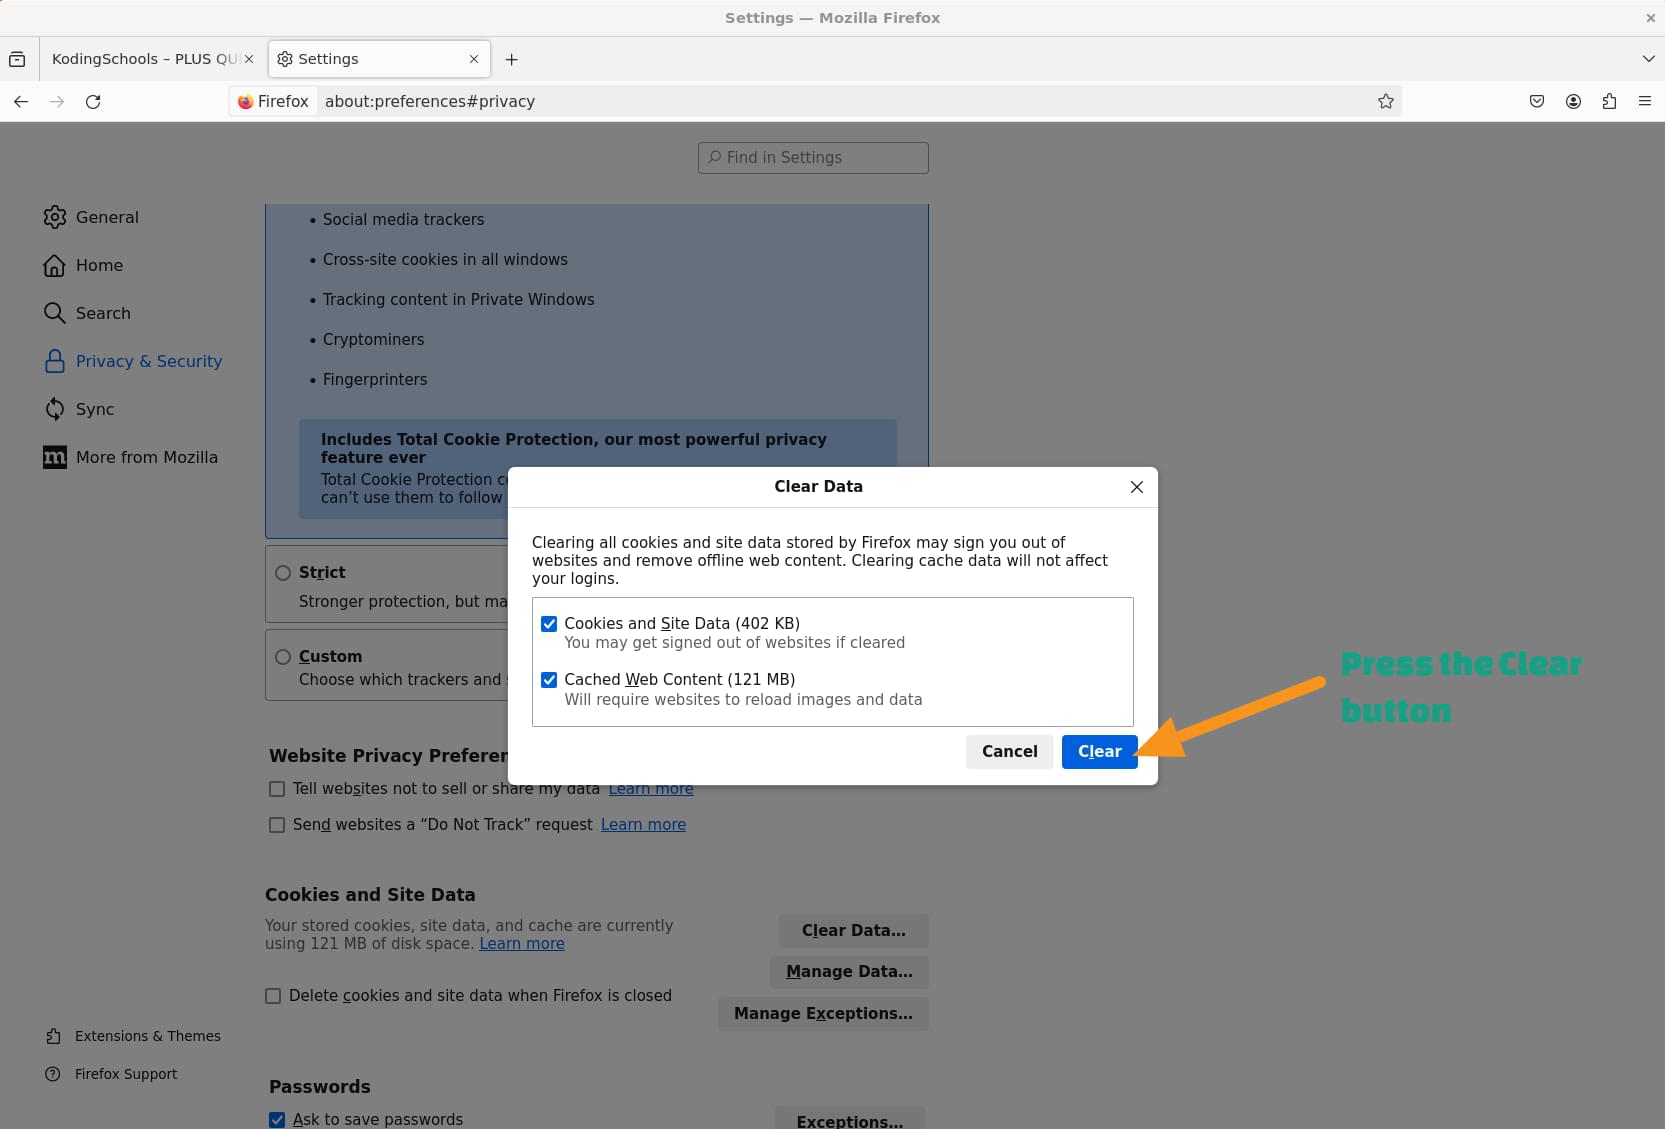 Settings — Mozilla Firefox
KodingSchools – PLUS QU
Settings
Firefox about:preferences#privacy
Find in Settings
General
Home
Search
Privacy & Security
Sync
More from Mozilla
Extensions & Themes
Firefox Support
Social media trackers
Cross-site cookies in all windows
Tracking content in Private Windows
Cryptominers
Fingerprinters
Includes Total Cookie Protection, our most powerful privacy
feature ever
Total Cookie Protection
can’t use them to follow
Strict
Stronger protection, but
Custom
Choose which trackers and
Clear Data
Clearing all cookies and site data stored by Firefox may sign you out of
websites and remove offline web content. Clearing cache data will not affect
your logins.
Cookies and Site Data (402 KB)
You may get signed out of websites if cleared
Cached Web Content (121 MB)
Will require websites to reload images and data
Cancel Clear
Press the Clear
button
Website Privacy
Tell websites not to sell or share my data Learn more
Send websites a “Do Not Track” request Learn more
Cookies and Site Data
Your stored cookies, site data, and cache are currently
using 121 MB of disk space. Learn more
Clear Data...
Manage Data...
Delete cookies and site data when Firefox is closed
Manage Exceptions...
Passwords
Ask to save passwords
Exceptions...